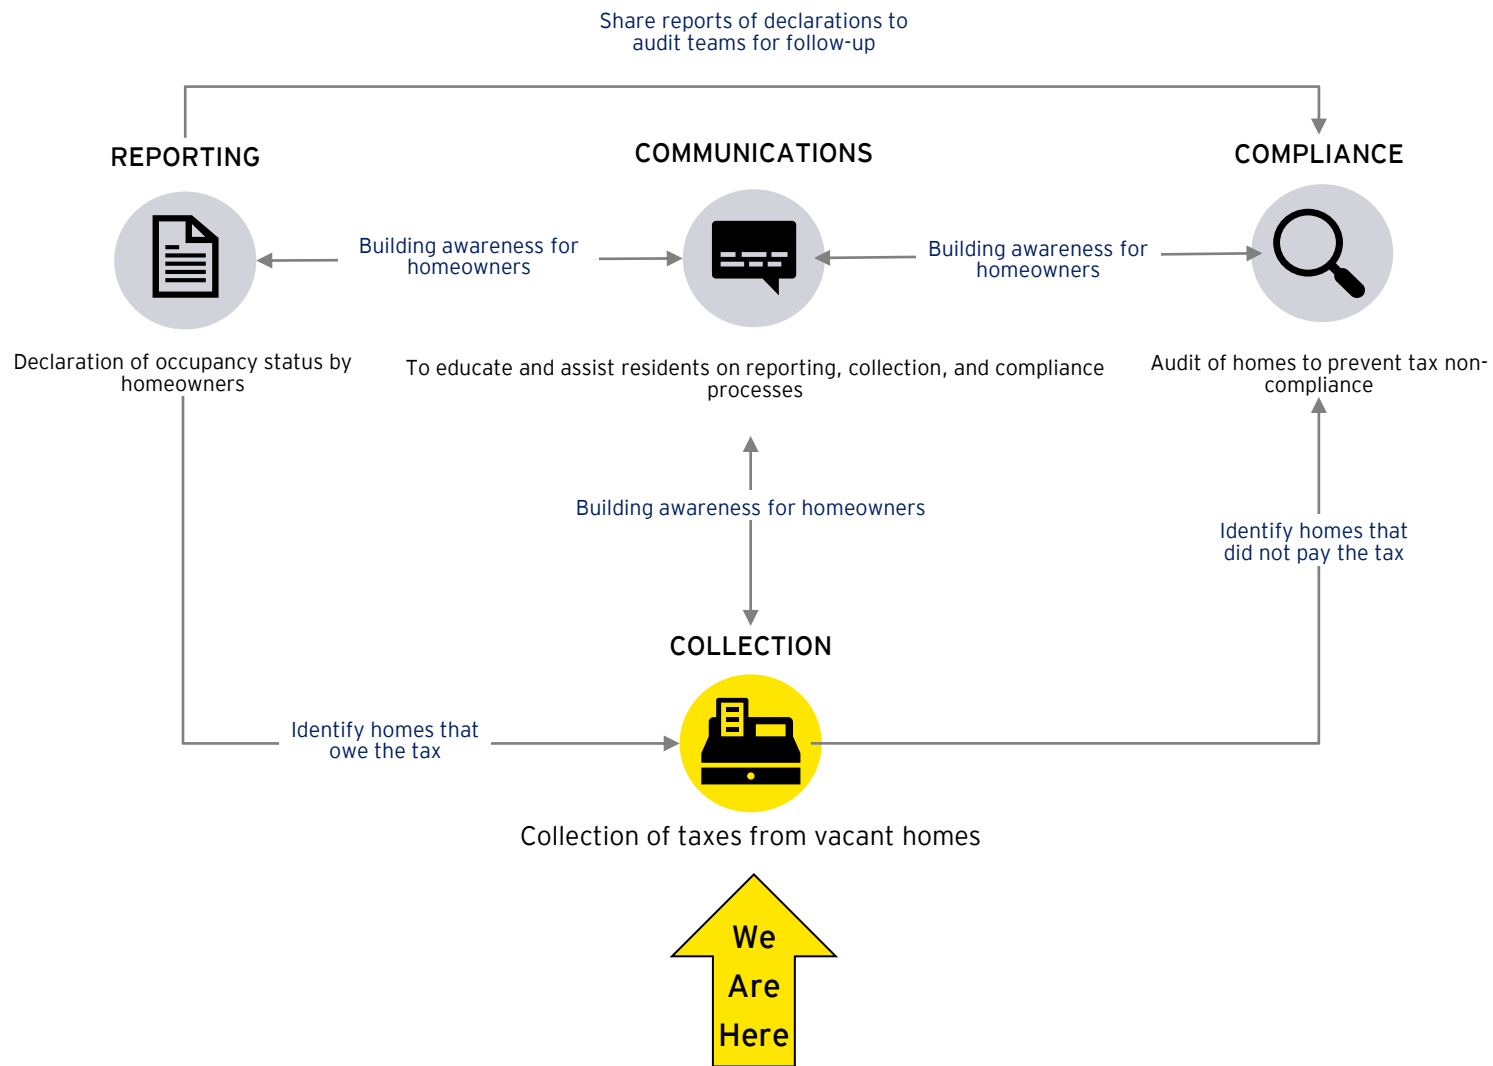 Share reports of declarations to
audit teams for follow-up
REPORTING
COMMUNICATIONS
COMPLIANCE
Building awareness for
homeowners
Building awareness for
homeowners
Declaration of occupancy status by
homeowners
To educate and assist residents on reporting, collection, and compliance
processes
Audit of homes to prevent tax non-
compliance
Building awareness for homeowners
Identify homes that
did not pay the tax
COLLECTION
Identify homes that
owe the tax
Collection of taxes from vacant homes
We
Are
Here